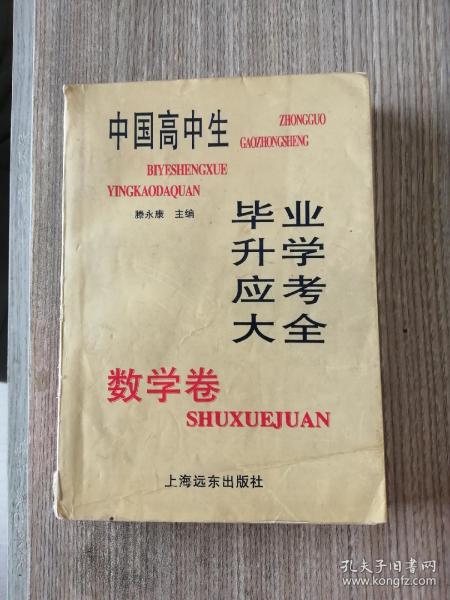 中国高中生
ZHONGGUO
GAOZHONGSHENG
BIYESHENGXUE
YINGKAODAQUAN
滕永康 主编
毕业
升学
应考
大全
数学卷
SHUXUEJUAN
上海远东出版社
孔夫子旧书网
www.kongfz.com